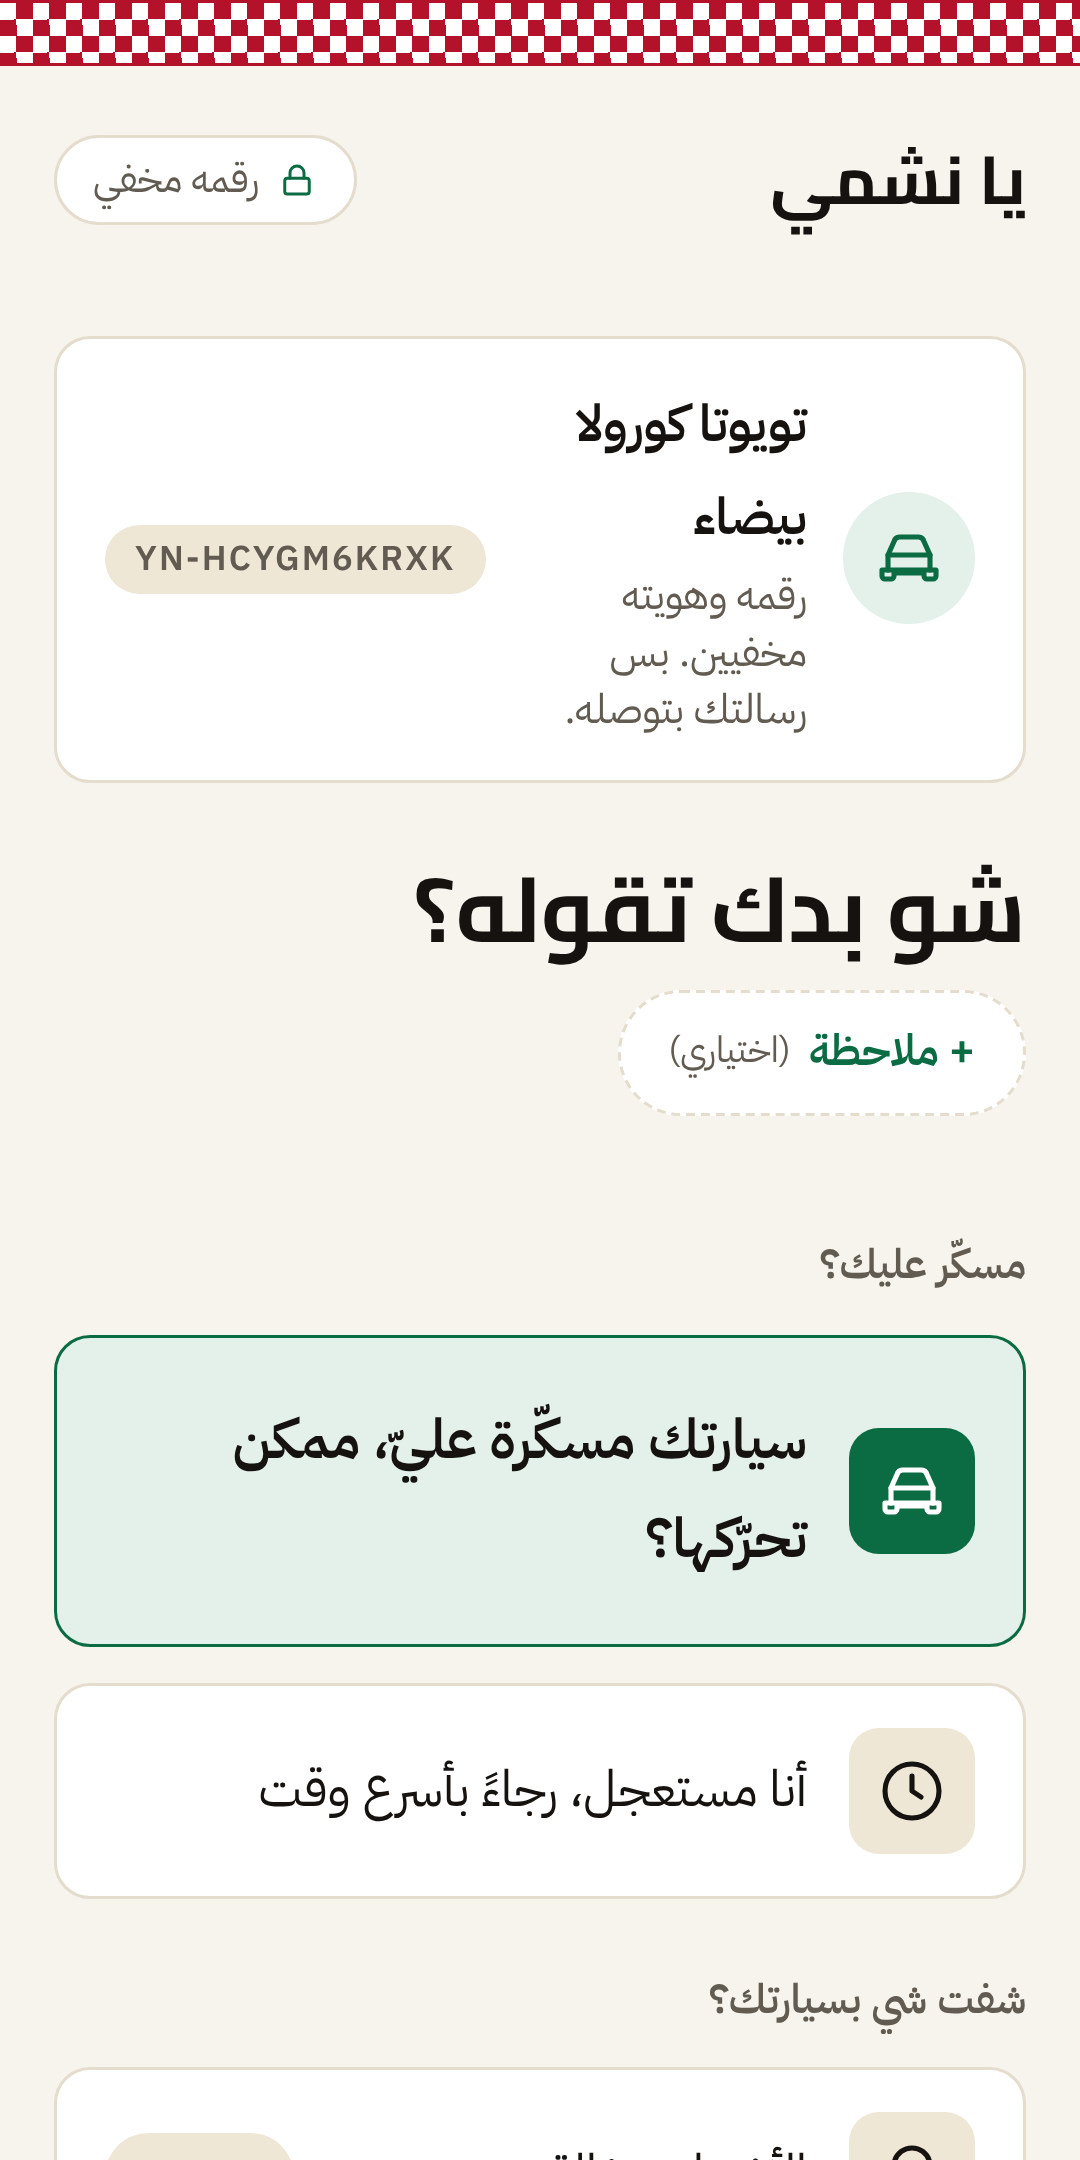 يا نشمي
رقمه مخفي
تويوتا كورولا
بيضاء
رقمه وهويته
مخفيين. بس
رسالتك بتوصله.
YN-HCYGM6KRXK
شو بدك تقوله؟
+ ملاحظة (اختياري)
مسكّر عليك؟
سيارتك مسكّرة عليّ، ممكن
تحرّكها؟
أنا مستعجل، رجاءً بأسرع وقت
شفت شي بسيارتك؟